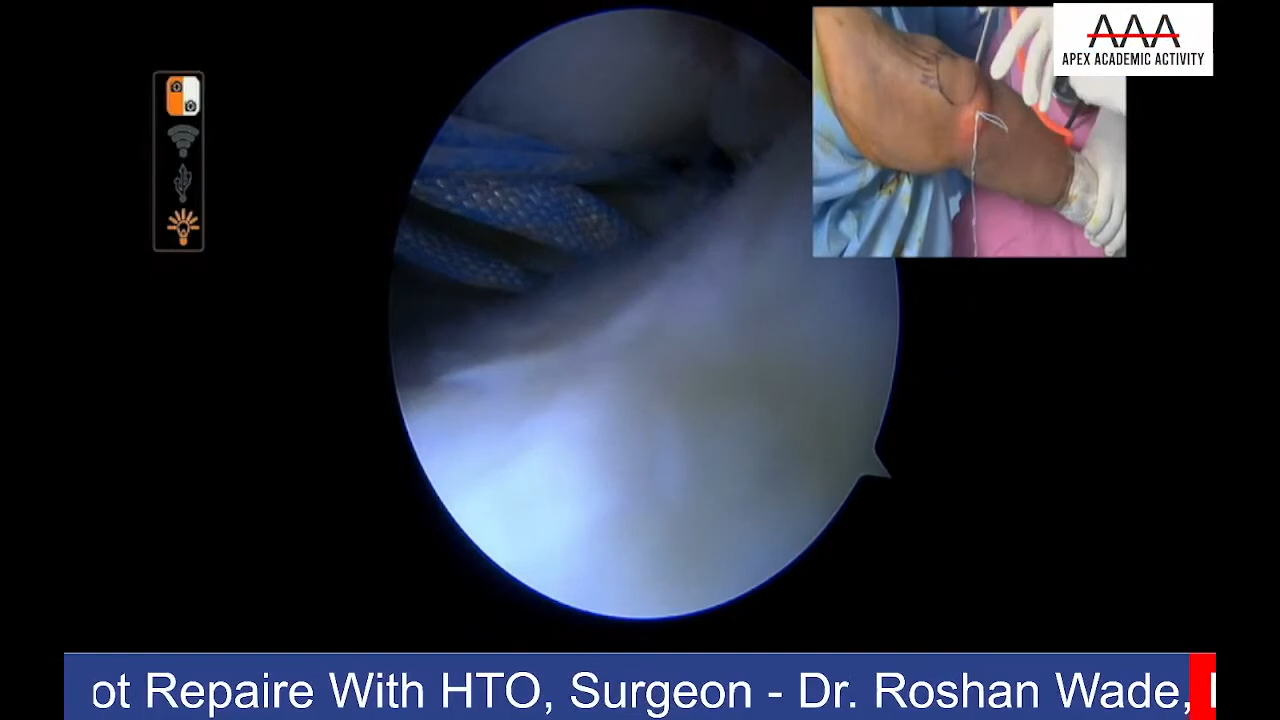 AAA
APEX ACADEMIC ACTIVITY
ot Repaire With HTO, Surgeon - Dr. Roshan Wade,